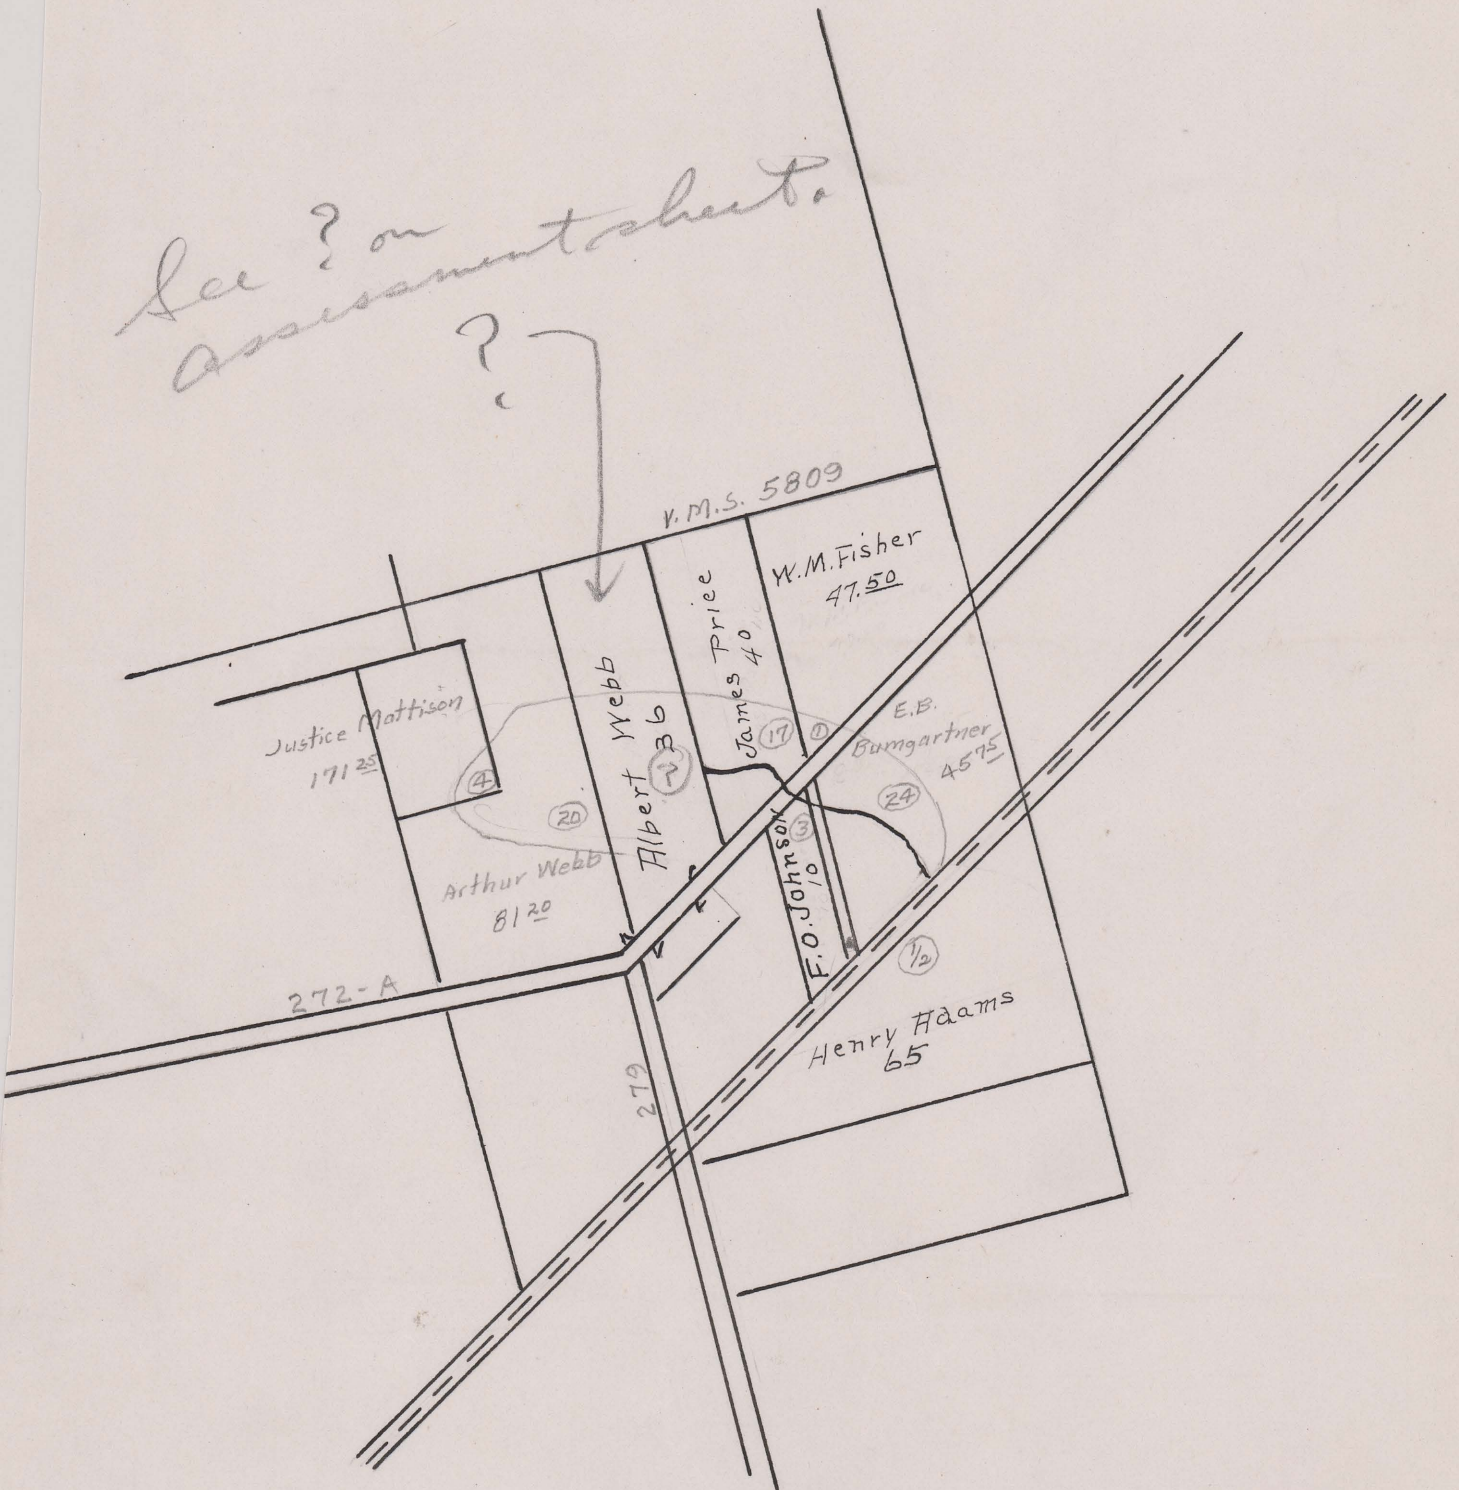 See ? on
assessment sheet.
?
V.M.S. 5809
W.M. Fisher
47.50
James Price
40
Albert Webb
36
?
Justice Mattison
171 25
4
20
17
1
E.B.
Bumgartner
45 75
24
3
F.O. Johnson
10
Arthur Webb
81 20
1/2
272-A
Henry Adams
65
279